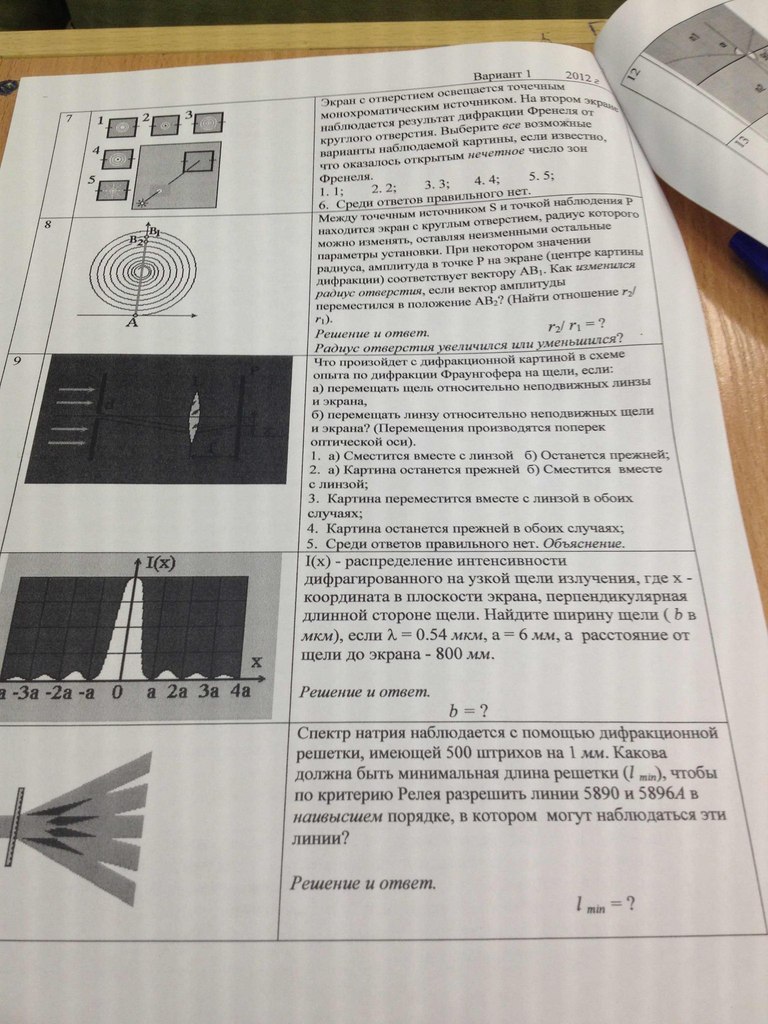 Вариант 1 2012 г
12
13
7
1 2 3
4
5
Экран с отверстием освещается точечным
монохроматическим источником. На втором экране
наблюдается результат дифракции Френеля от
круглого отверстия. Выберите все возможные
варианты наблюдаемой картины, если известно,
что оказалось открытым нечетное число зон
Френеля.
1. 1; 2. 2; 3. 3; 4. 4; 5. 5;
6. Среди ответов правильного нет.
8
B1
B2
A
Между точечным источником S и точкой наблюдения P
находится экран с круглым отверстием, радиус которого
можно изменять, оставляя неизменными остальные
параметры установки. При некотором значении
радиуса, амплитуда в точке P на экране (центре картины
дифракции) соответствует вектору AB1. Как изменился
радиус отверстия, если вектор амплитуды
переместился в положение AB2? (Найти отношение r2/
r1).
Решение и ответ. r2/ r1 = ?
Радиус отверстия увеличился или уменьшился?
9
Что произойдет с дифракционной картиной в схеме
опыта по дифракции Фраунгофера на щели, если:
а) перемещать щель относительно неподвижных линзы
и экрана,
б) перемещать линзу относительно неподвижных щели
и экрана? (Перемещения производятся поперек
оптической оси).
1. а) Сместится вместе с линзой б) Останется прежней;
2. а) Картина останется прежней б) Сместится вместе
с линзой;
3. Картина переместится вместе с линзой в обоих
случаях;
4. Картина останется прежней в обоих случаях;
5. Среди ответов правильного нет. Объяснение.
I(x)
x
a -3a -2a -a 0 a 2a 3a 4a
I(x) - распределение интенсивности
дифрагированного на узкой щели излучения, где x -
координата в плоскости экрана, перпендикулярная
длинной стороне щели. Найдите ширину щели ( b в
мкм), если λ = 0.54 мкм, a = 6 мм, а расстояние от
щели до экрана - 800 мм.
Решение и ответ.
b = ?
Спектр натрия наблюдается с помощью дифракционной
решетки, имеющей 500 штрихов на 1 мм. Какова
должна быть минимальная длина решетки (l min), чтобы
по критерию Релея разрешить линии 5890 и 5896А в
наивысшем порядке, в котором могут наблюдаться эти
линии?
Решение и ответ.
l min = ?